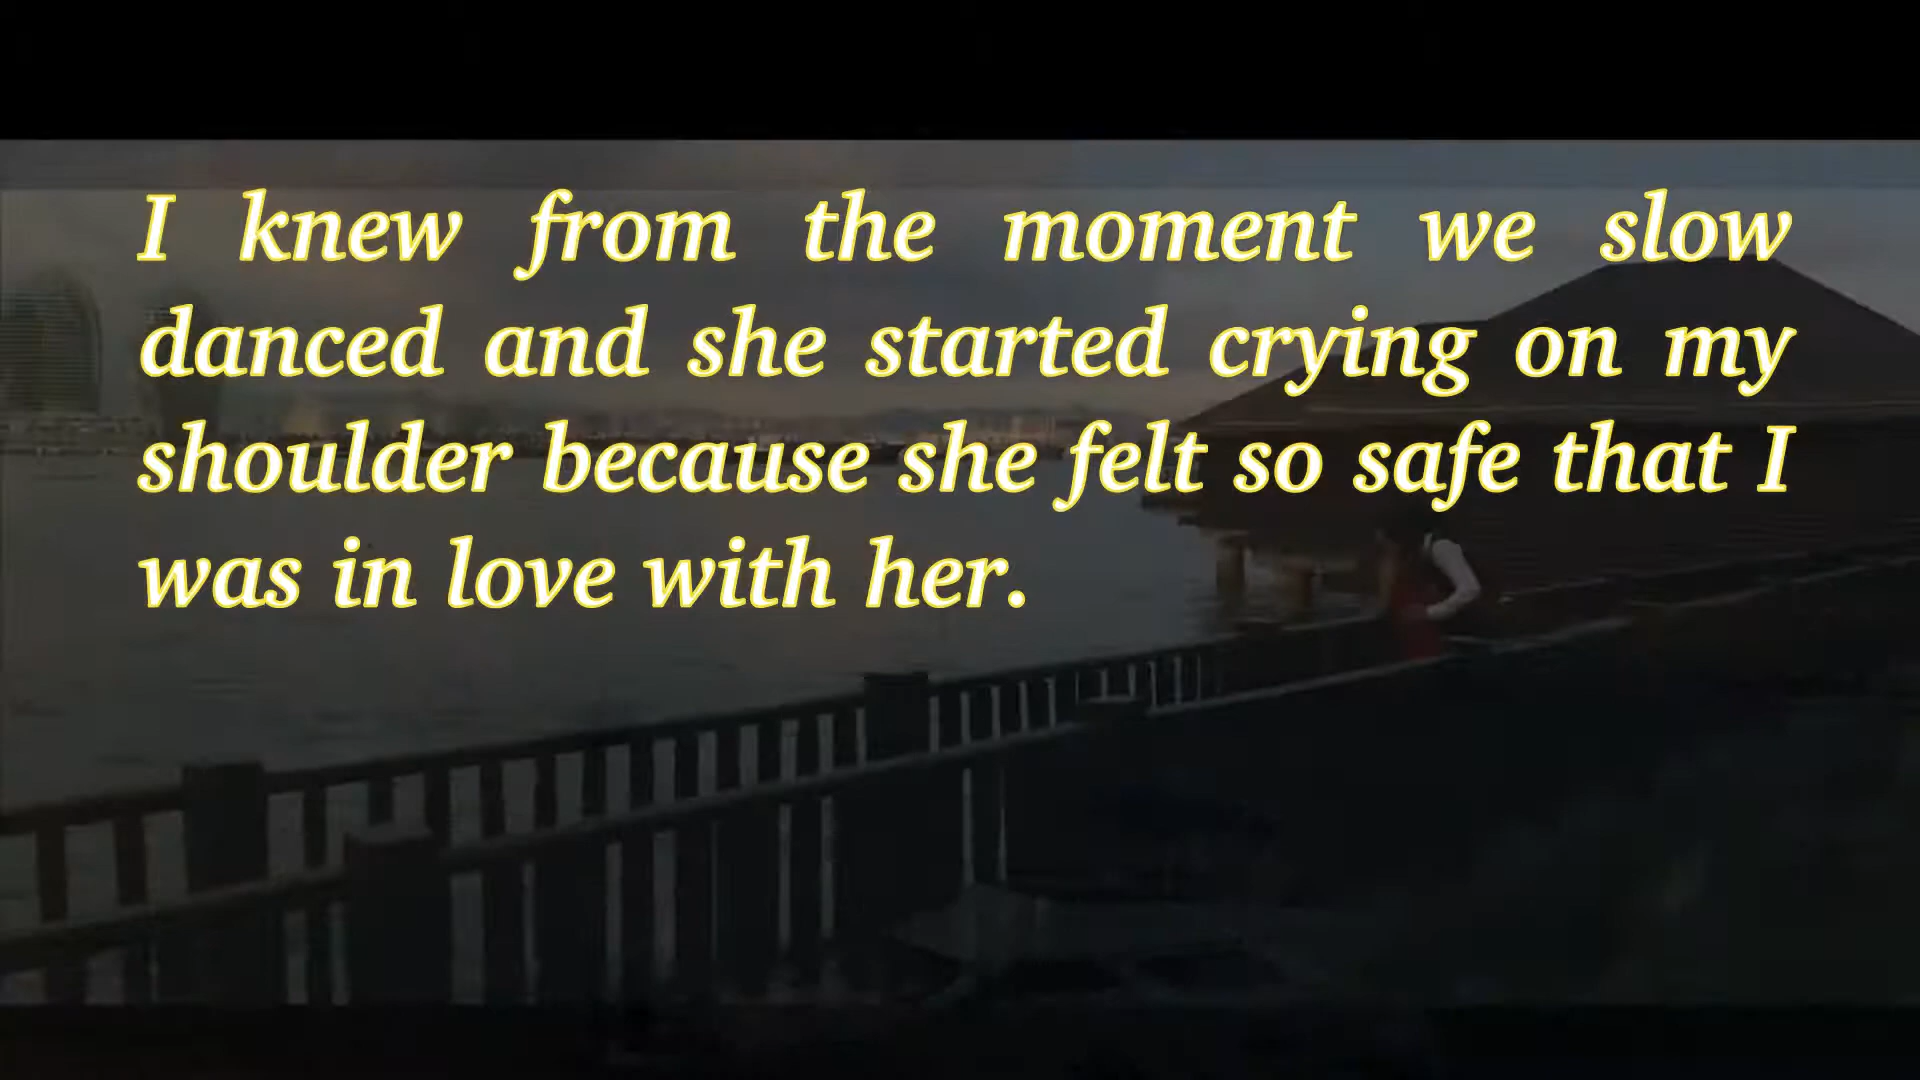 I knew from the moment we slow
danced and she started crying on my
shoulder because she felt so safe that I
was in love with her.